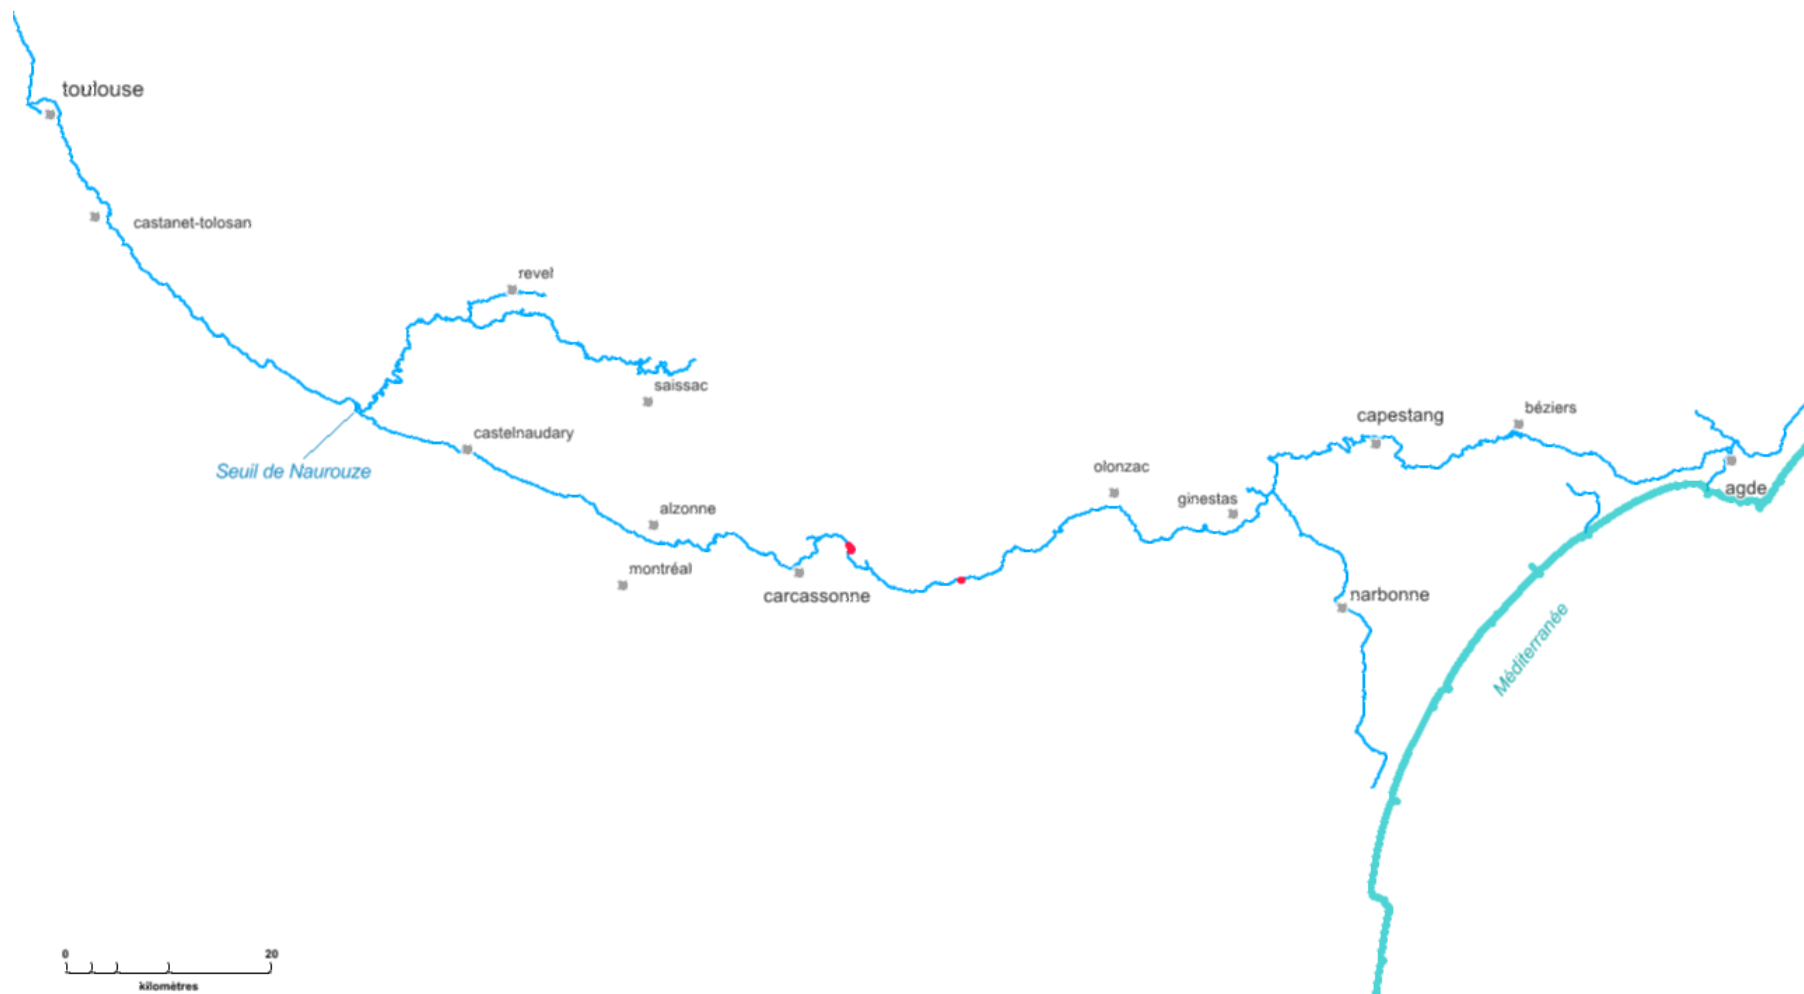 toulouse
castanet-tolosan
revel
saissac
castelnaudary
Seuil de Naurouze
alzonne
montréal
carcassonne
olonzac
ginestas
capestang
béziers
agde
narbonne
Méditerranée
0 20
kilomètres